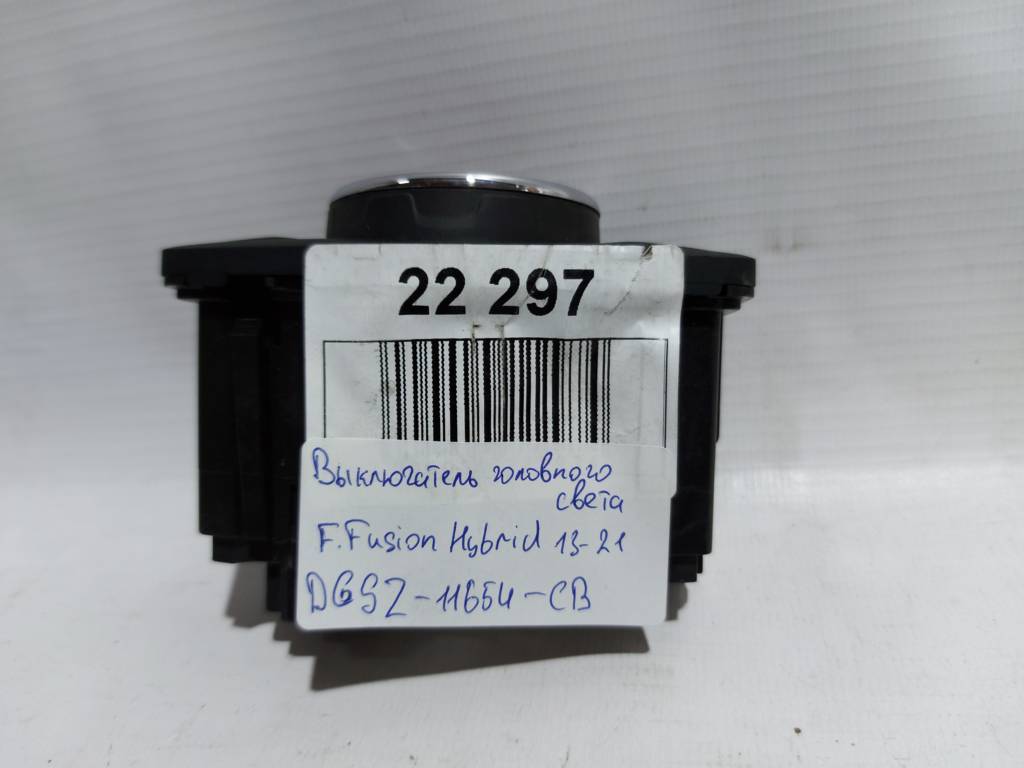 22 297
Выключатель головного
света
F.Fusion Hybrid 13-21
DG9Z-11654-CB